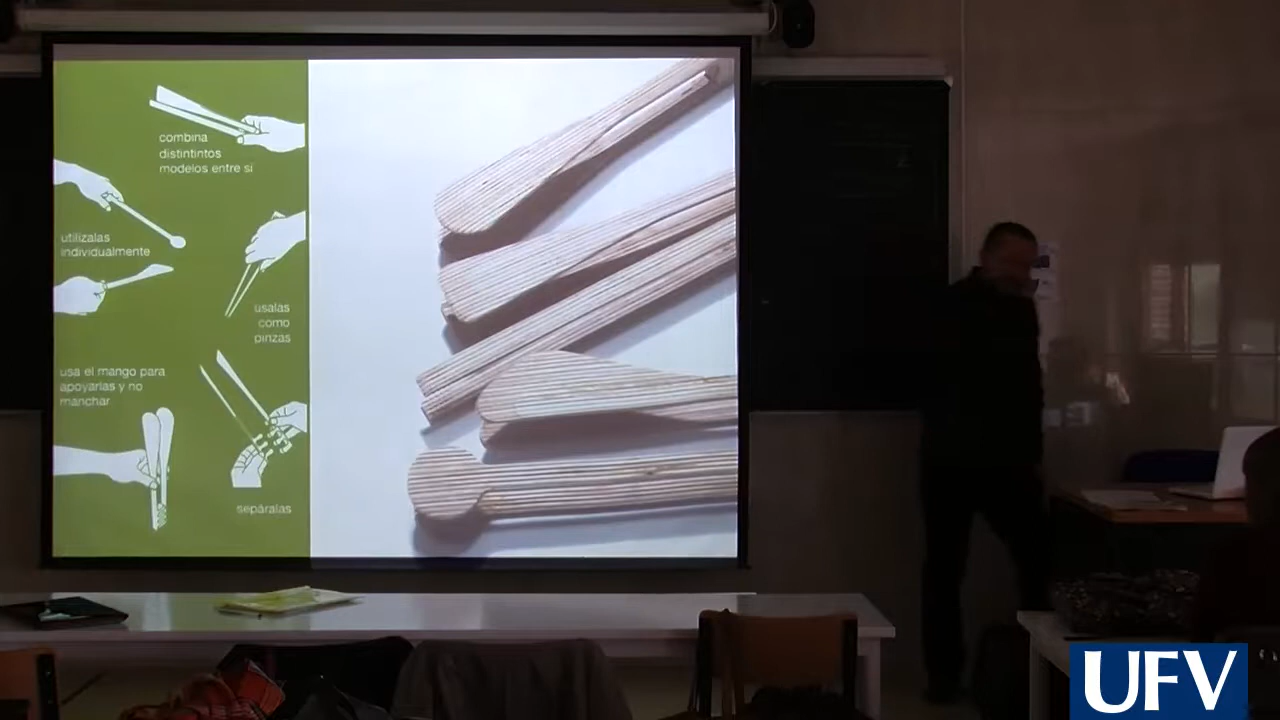 combina
distintintos
modelos entre sí
utilízalas
individualmente
úsalas
como
pinzas
usa el mango para
apoyarlas y no
manchar
sepáralas
UFV